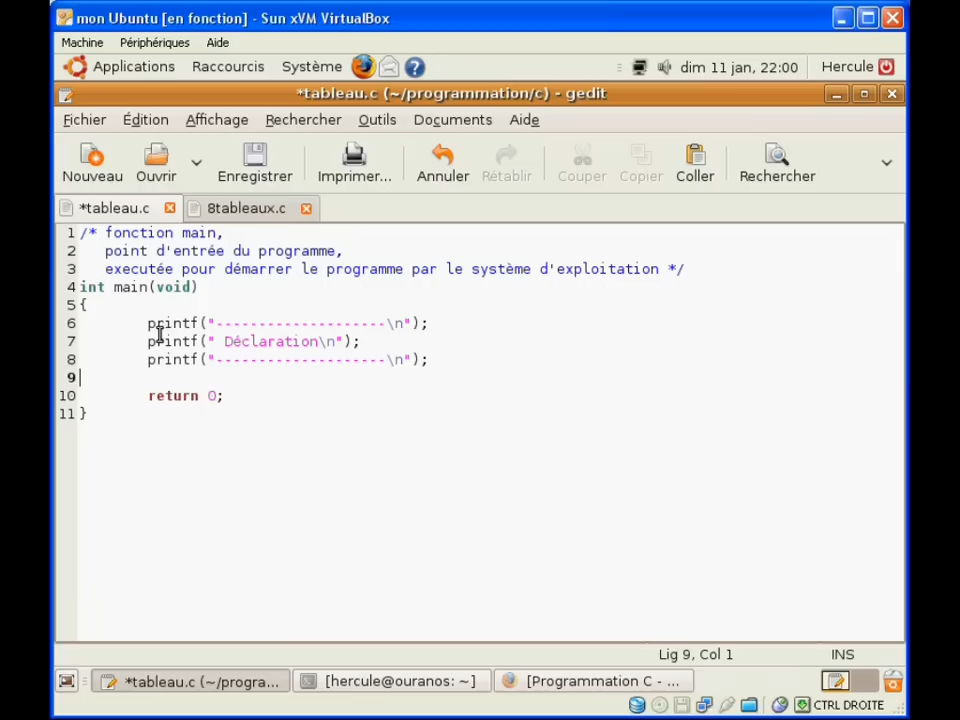 mon Ubuntu [en fonction] - Sun xVM VirtualBox
Machine Périphériques Aide
Applications Raccourcis Système dim 11 jan, 22:00 Hercule
*tableau.c (~/programmation/c) - gedit
Fichier Édition Affichage Rechercher Outils Documents Aide
Nouveau Ouvrir Enregistrer Imprimer... Annuler Rétablir Couper Copier Coller Rechercher
*tableau.c 8tableaux.c
1 /* fonction main,
2 point d'entrée du programme,
3 executée pour démarrer le programme par le système d'exploitation */
4 int main(void)
5 {
6 printf("--------------------\n");
7 printf(" Déclaration\n");
8 printf("--------------------\n");
9
10 return 0;
11 }
Lig 9, Col 1 INS
*tableau.c (~/progra... [hercule@ouranos: ~] [Programmation C - ...
CTRL DROITE